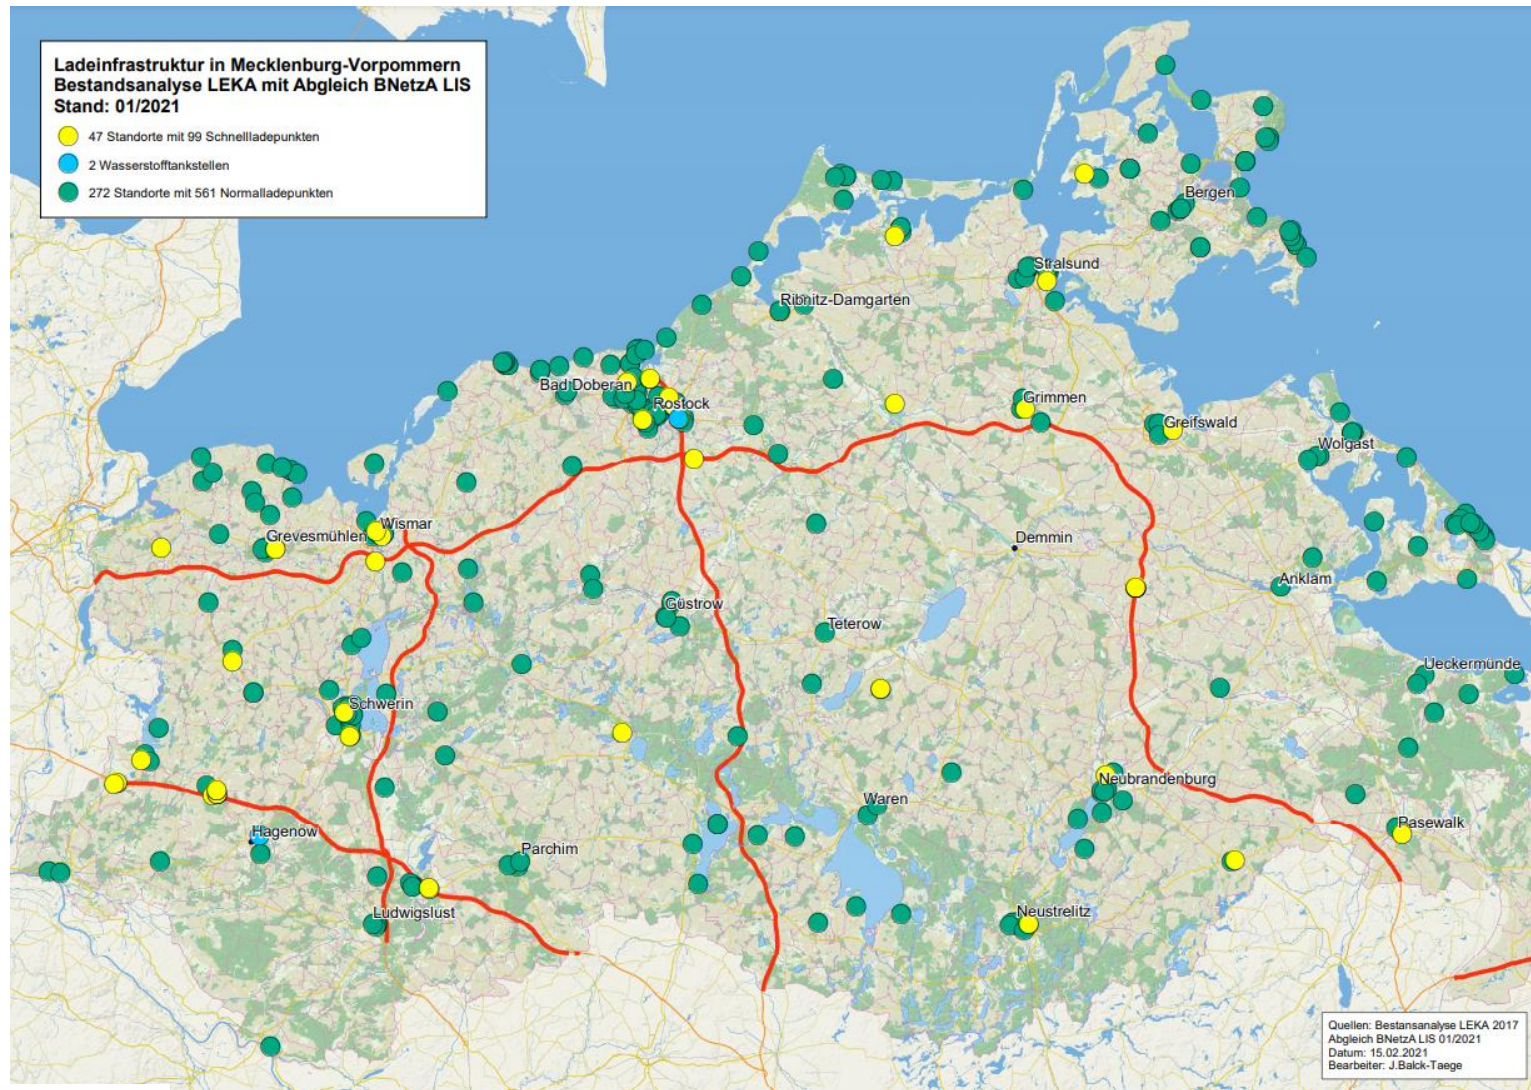 Ladeinfrastruktur in Mecklenburg-Vorpommern
Bestandsanalyse LEKA mit Abgleich BNetzA LIS
Stand: 01/2021
47 Standorte mit 99 Schnellladepunkten
2 Wasserstofftankstellen
272 Standorte mit 561 Normalladepunkten
Bergen
Stralsund
Ribnitz-Damgarten
Bad Doberan
Rostock
Grimmen
Greifswald
Wolgast
Wismar
Grevesmühlen
Demmin
Anklam
Güstrow
Teterow
Ueckermünde
Schwerin
Neubrandenburg
Waren
Pasewalk
Hagenow
Parchim
Ludwigslust
Neustrelitz
Quellen: Bestansanalyse LEKA 2017
Abgleich BNetzA LIS 01/2021
Datum: 15.02.2021
Bearbeiter: J.Balck-Taege